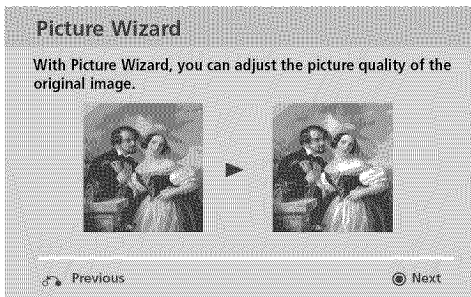 Picture Wizard
With Picture Wizard, you can adjust the picture quality of the
original image.
Previous
Next